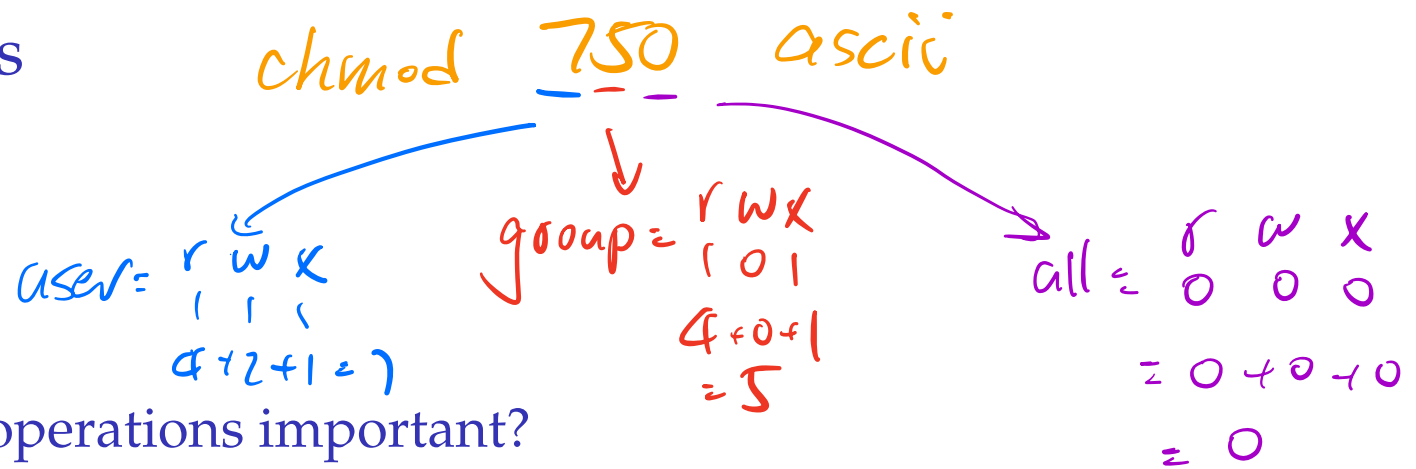 s
chmod 750 ascii
user = r w x
1 1 1
4 + 2 + 1 = 7
group = r w x
1 0 1
4 + 0 + 1
= 5
all = r w x
0 0 0
= 0 + 0 + 0
= 0
operations important?